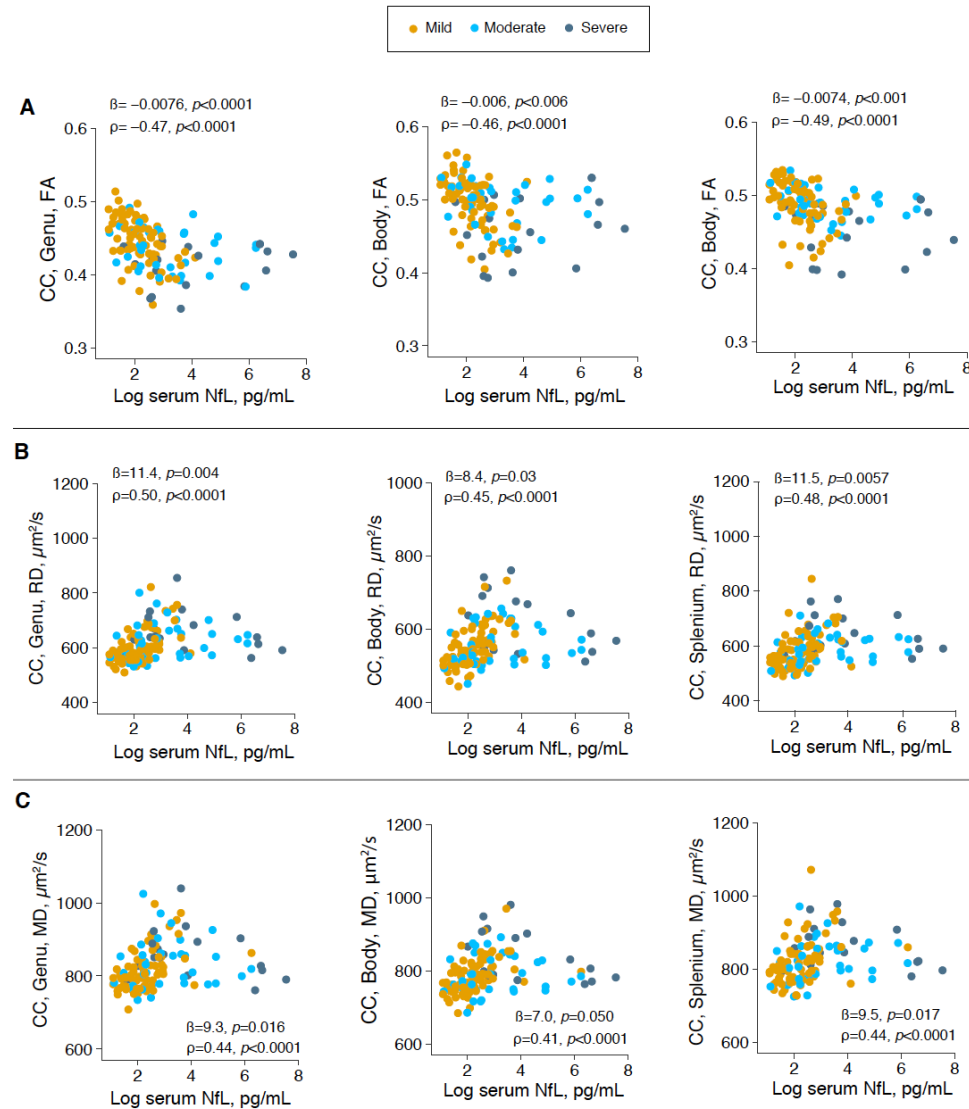 Mild Moderate Severe
A
ß= −0.0076, p<0.0001
ρ= −0.47, p<0.0001
CC, Genu, FA
0.6
0.5
0.4
0.3
2 4 6 8
Log serum NfL, pg/mL
ß= −0.006, p<0.006
ρ= −0.46, p<0.0001
CC, Body, FA
0.6
0.5
0.4
0.3
2 4 6 8
Log serum NfL, pg/mL
ß= −0.0074, p<0.001
ρ= −0.49, p<0.0001
CC, Body, FA
0.6
0.5
0.4
0.3
2 4 6 8
Log serum NfL, pg/mL
B
ß=11.4, p=0.004
ρ=0.50, p<0.0001
CC, Genu, RD, µm²/s
1200
1000
800
600
400
2 4 6 8
Log serum NfL, pg/mL
ß=8.4, p=0.03
ρ=0.45, p<0.0001
CC, Body, RD, µm²/s
1000
800
600
400
2 4 6 8
Log serum NfL, pg/mL
ß=11.5, p=0.0057
ρ=0.48, p<0.0001
CC, Splenium, RD, µm²/s
1200
1000
800
600
400
2 4 6 8
Log serum NfL, pg/mL
C
CC, Genu, MD, µm²/s
1200
1000
800
600
ß=9.3, p=0.016
ρ=0.44, p<0.0001
2 4 6 8
Log serum NfL, pg/mL
CC, Body, MD, µm²/s
1200
1000
800
600
ß=7.0, p=0.050
ρ=0.41, p<0.0001
2 4 6 8
Log serum NfL, pg/mL
CC, Splenium, MD, µm²/s
1200
1000
800
600
ß=9.5, p=0.017
ρ=0.44, p<0.0001
2 4 6 8
Log serum NfL, pg/mL